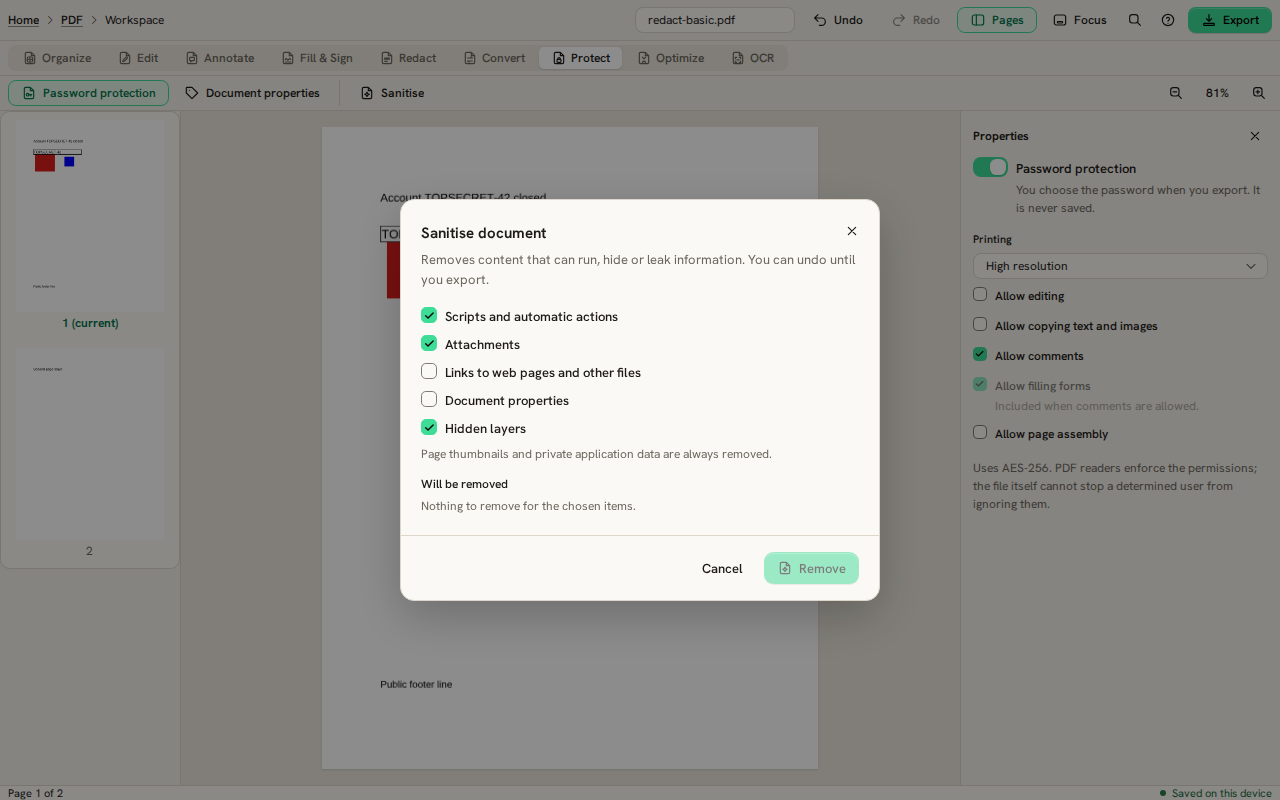 Home > PDF > Workspace
redact-basic.pdf
Undo
Redo
Pages
Focus
Export
Organize
Edit
Annotate
Fill & Sign
Redact
Convert
Protect
Optimize
OCR
Password protection
Document properties
Sanitise
81%
Account TOPSECRET-42 closed
Public footer line
1 (current)
2
Account TOPSECRET-42 closed
Sanitise document
Removes content that can run, hide or leak information. You can undo until
you export.
Scripts and automatic actions
Attachments
Links to web pages and other files
Document properties
Hidden layers
Page thumbnails and private application data are always removed.
Will be removed
Nothing to remove for the chosen items.
Cancel
Remove
Public footer line
Properties
Password protection
You choose the password when you export. It
is never saved.
Printing
High resolution
Allow editing
Allow copying text and images
Allow comments
Allow filling forms
Included when comments are allowed.
Allow page assembly
Uses AES-256. PDF readers enforce the permissions;
the file itself cannot stop a determined user from
ignoring them.
Page 1 of 2
Saved on this device